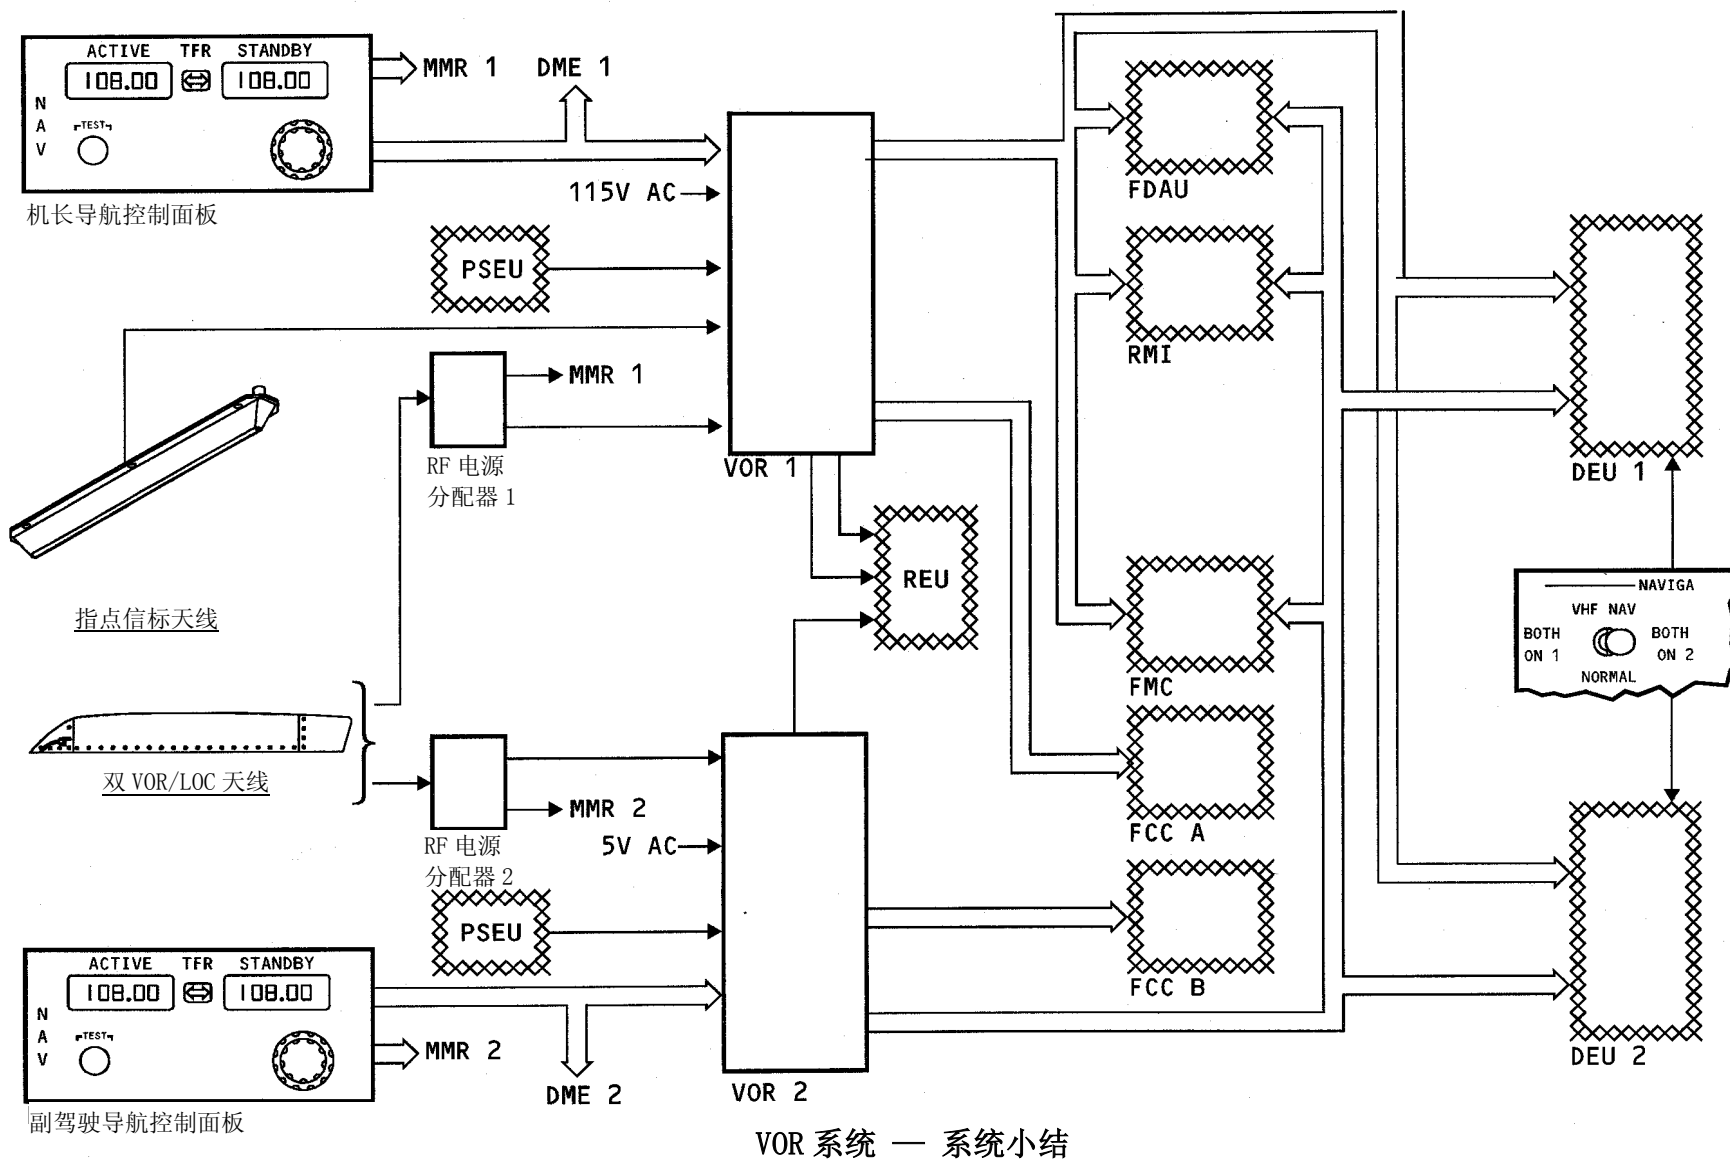 ACTIVE TFR STANDBY
108.00 108.00
N
A
V
TEST
机长导航控制面板
MMR 1
DME 1
115V AC
PSEU
MMR 1
RF 电源
分配器 1
VOR 1
REU
指点信标天线
双 VOR/LOC 天线
RF 电源
分配器 2
MMR 2
5V AC
PSEU
ACTIVE TFR STANDBY
108.00 108.00
N
A
V
TEST
副驾驶导航控制面板
MMR 2
DME 2
VOR 2
FDAU
RMI
FMC
FCC A
FCC B
DEU 1
NAVIGA
VHF NAV
BOTH
ON 1
BOTH
ON 2
NORMAL
DEU 2
VOR 系统 — 系统小结